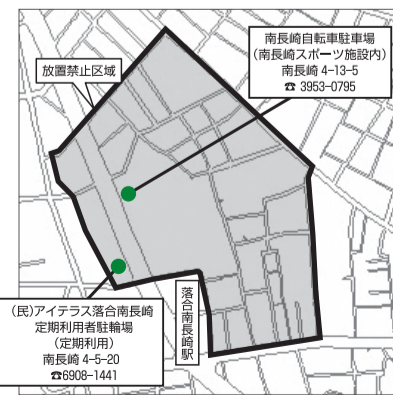 南長崎自転車駐車場
(南長崎スポーツ施設内)
南長崎 4-13-5
☎ 3953-0795
放置禁止区域
落合南長崎駅
(民)アイテラス落合南長崎
定期利用者駐輪場
(定期利用)
南長崎 4-5-20
☎6908-1441